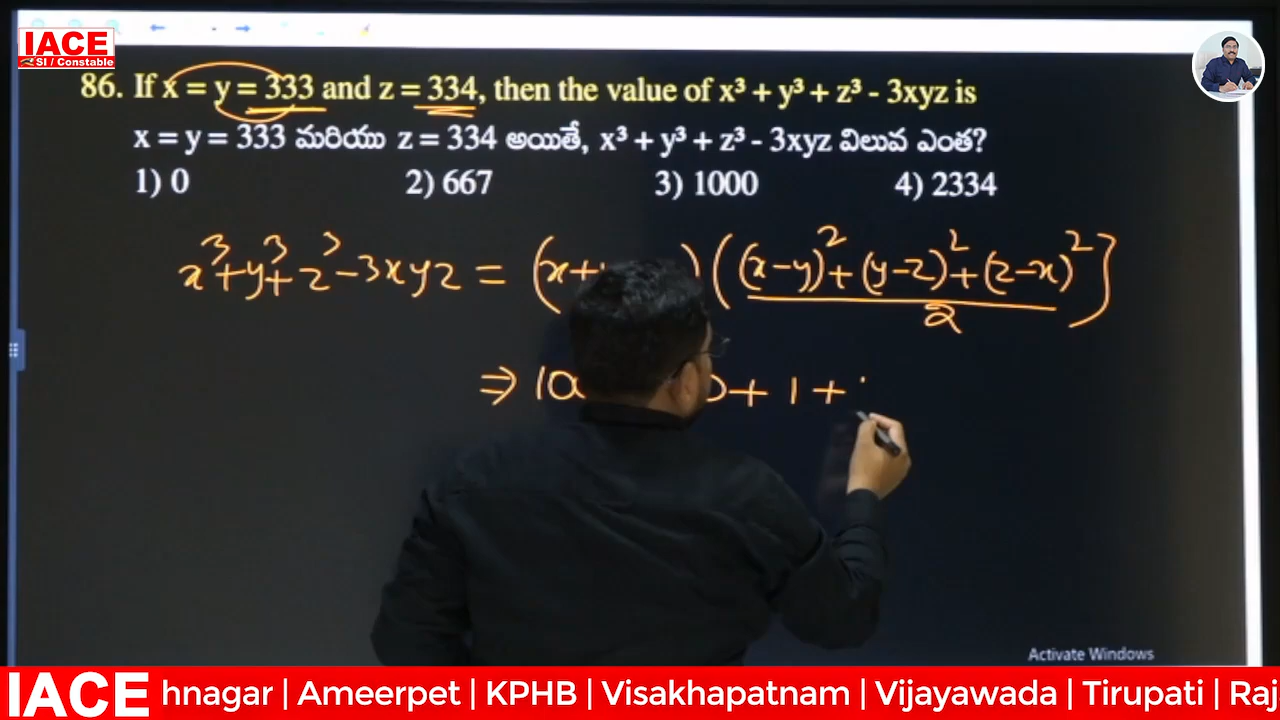 IACE
SI / Constable
86. If x = y = 333 and z = 334, then the value of x³ + y³ + z³ - 3xyz is
x = y = 333 మరియు z = 334 అయితే, x³ + y³ + z³ - 3xyz విలువ ఎంత?
1) 0 2) 667 3) 1000 4) 2334
x³+y³+z³-3xyz = (x+y ) ((x-y)²+(y-z)²+(z-x)²)
2
⇒ 10 + 1 +
Activate Windows
IACE hnagar | Ameerpet | KPHB | Visakhapatnam | Vijayawada | Tirupati | Raj